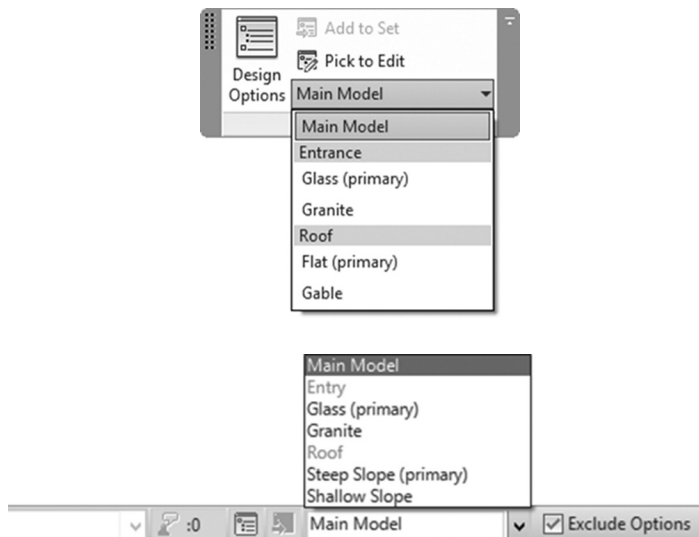 Add to Set
Pick to Edit
Design
Options
Main Model
Main Model
Entrance
Glass (primary)
Granite
Roof
Flat (primary)
Gable
Main Model
Entry
Glass (primary)
Granite
Roof
Steep Slope (primary)
Shallow Slope
:0
Main Model
Exclude Options